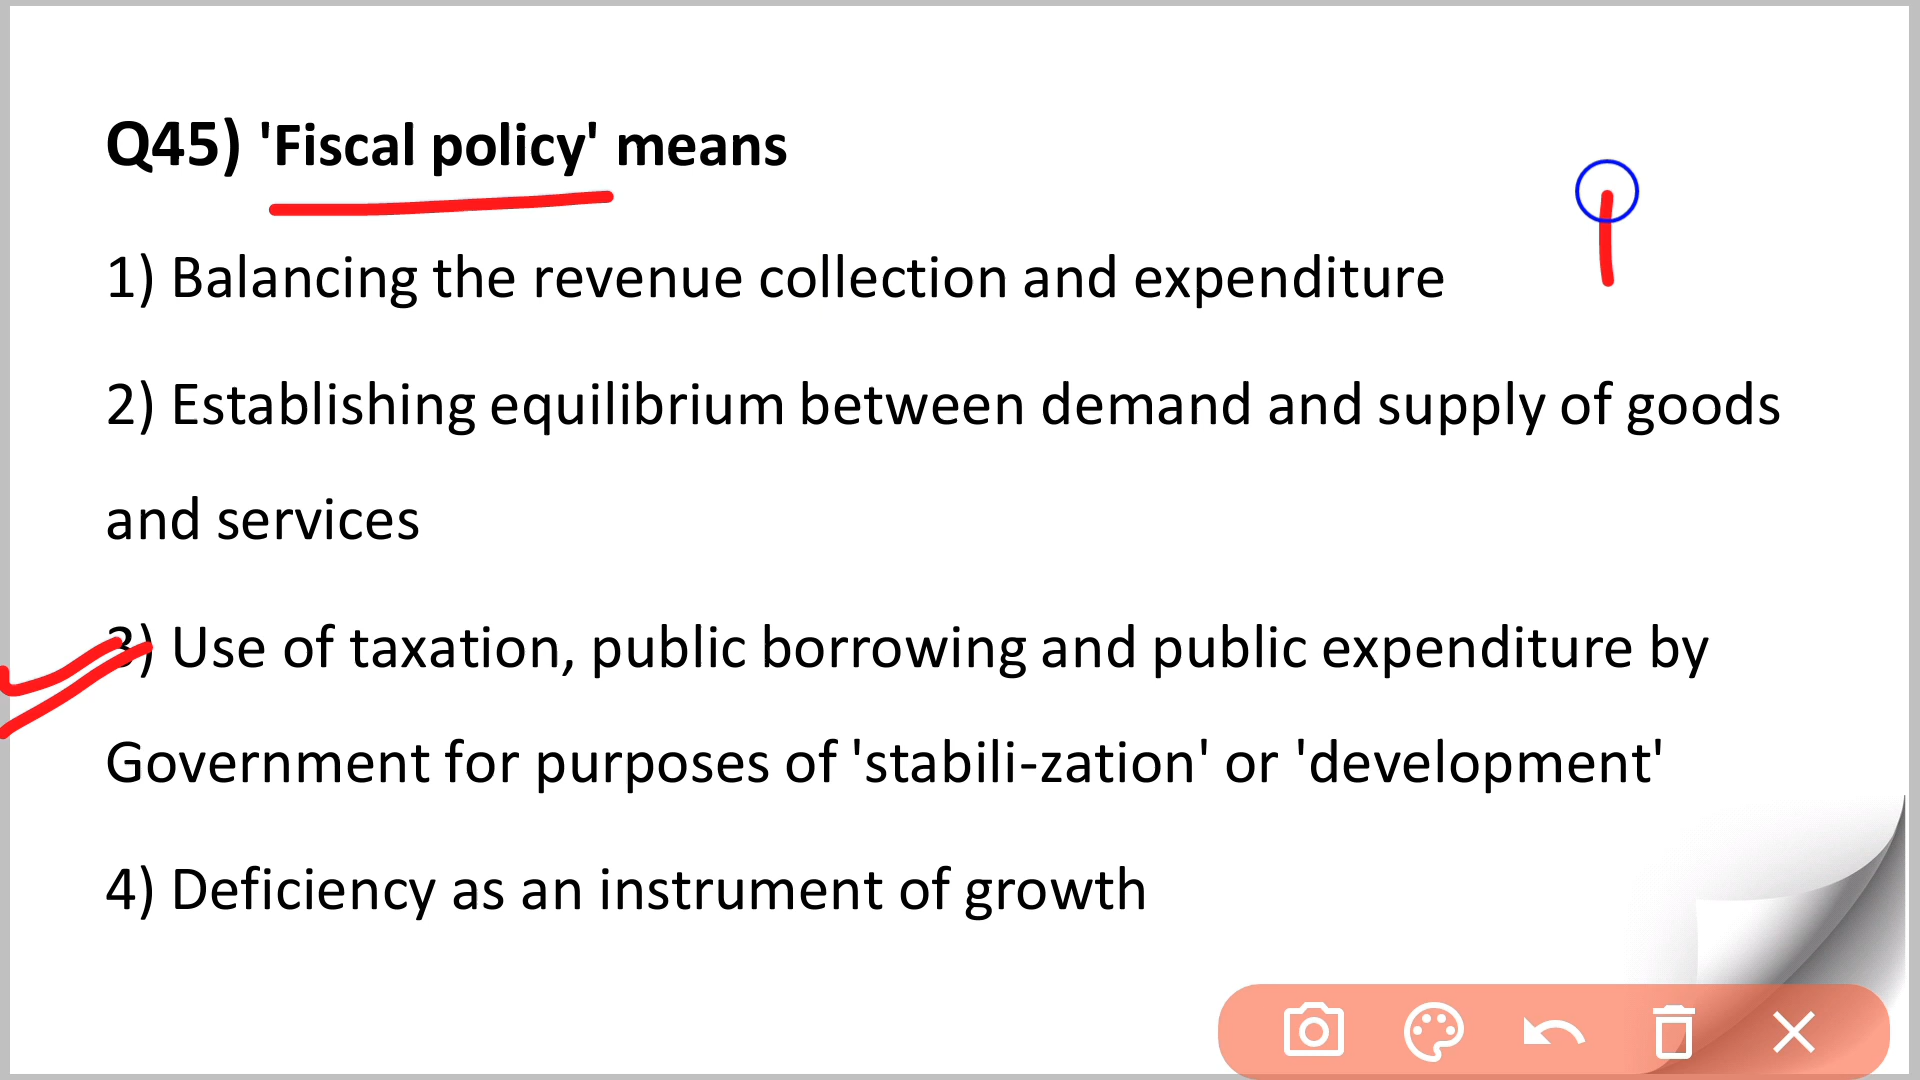 Q45) 'Fiscal policy' means
1) Balancing the revenue collection and expenditure
2) Establishing equilibrium between demand and supply of goods
and services
3) Use of taxation, public borrowing and public expenditure by
Government for purposes of 'stabili-zation' or 'development'
4) Deficiency as an instrument of growth